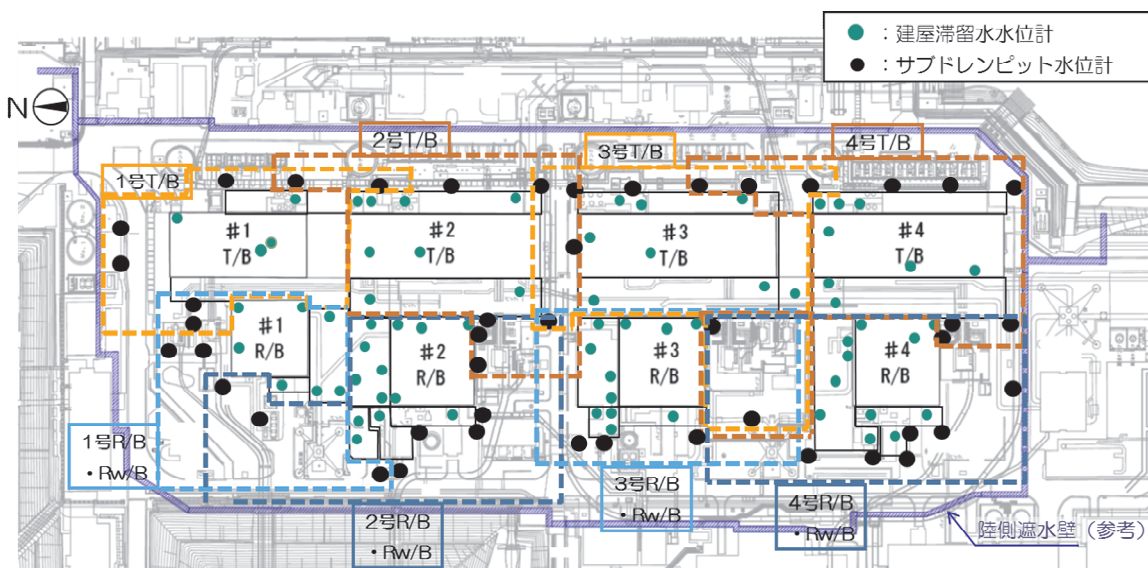 ：建屋滞留水水位計
：サブドレンピット水位計
N
2号T/B
3号T/B
4号T/B
1号T/B
#1
T/B
#2
T/B
#3
T/B
#4
T/B
#1
R/B
#2
R/B
#3
R/B
#4
R/B
1号R/B
・Rw/B
2号R/B
・Rw/B
3号R/B
・Rw/B
4号R/B
・Rw/B
陸側遮水壁（参考）